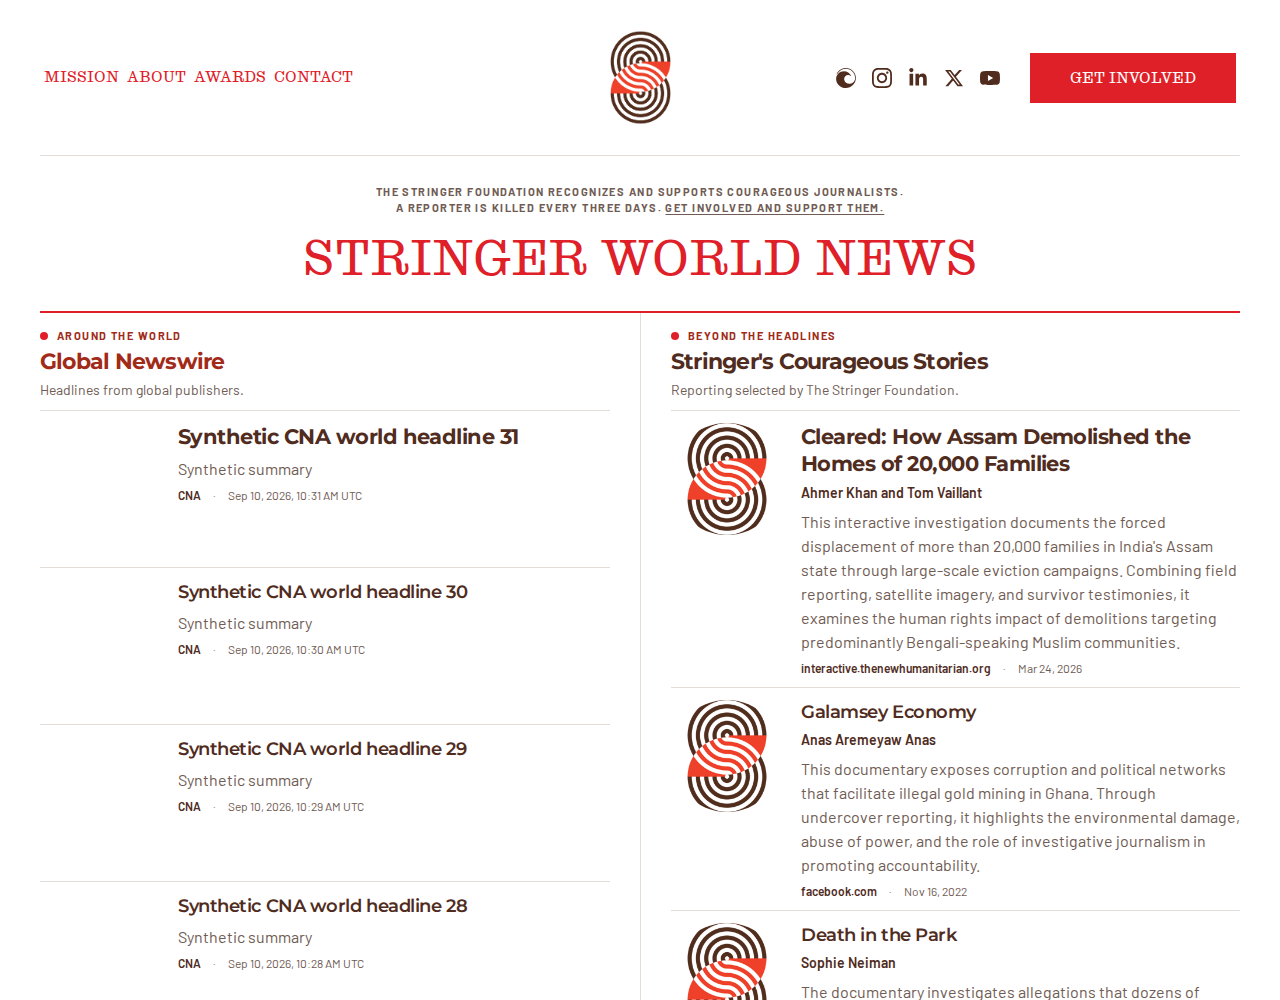 MISSION ABOUT AWARDS CONTACT
GET INVOLVED
THE STRINGER FOUNDATION RECOGNIZES AND SUPPORTS COURAGEOUS JOURNALISTS.
A REPORTER IS KILLED EVERY THREE DAYS. GET INVOLVED AND SUPPORT THEM.
STRINGER WORLD NEWS
AROUND THE WORLD
Global Newswire
Headlines from global publishers.
Synthetic CNA world headline 31
Synthetic summary
CNA · Sep 10, 2026, 10:31 AM UTC
Synthetic CNA world headline 30
Synthetic summary
CNA · Sep 10, 2026, 10:30 AM UTC
Synthetic CNA world headline 29
Synthetic summary
CNA · Sep 10, 2026, 10:29 AM UTC
Synthetic CNA world headline 28
Synthetic summary
CNA · Sep 10, 2026, 10:28 AM UTC
BEYOND THE HEADLINES
Stringer's Courageous Stories
Reporting selected by The Stringer Foundation.
Cleared: How Assam Demolished the
Homes of 20,000 Families
Ahmer Khan and Tom Vaillant
This interactive investigation documents the forced
displacement of more than 20,000 families in India's Assam
state through large-scale eviction campaigns. Combining field
reporting, satellite imagery, and survivor testimonies, it
examines the human rights impact of demolitions targeting
predominantly Bengali-speaking Muslim communities.
interactive.thenewhumanitarian.org · Mar 24, 2026
Galamsey Economy
Anas Aremeyaw Anas
This documentary exposes corruption and political networks
that facilitate illegal gold mining in Ghana. Through
undercover reporting, it highlights the environmental damage,
abuse of power, and the role of investigative journalism in
promoting accountability.
facebook.com · Nov 16, 2022
Death in the Park
Sophie Neiman
The documentary investigates allegations that dozens of